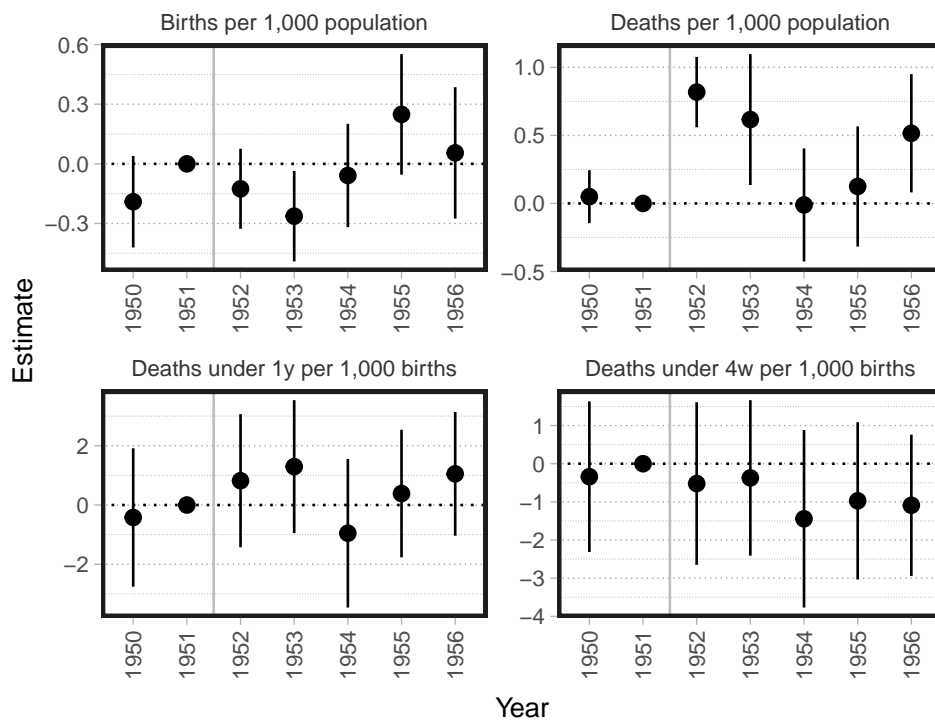 Births per 1,000 population
Deaths per 1,000 population
0.6
0.3
0.0
−0.3
1.0
0.5
0.0
−0.5
1950 1951 1952 1953 1954 1955 1956
1950 1951 1952 1953 1954 1955 1956
Estimate
Deaths under 1y per 1,000 births
Deaths under 4w per 1,000 births
2
0
−2
1
0
−1
−2
−3
−4
1950 1951 1952 1953 1954 1955 1956
1950 1951 1952 1953 1954 1955 1956
Year